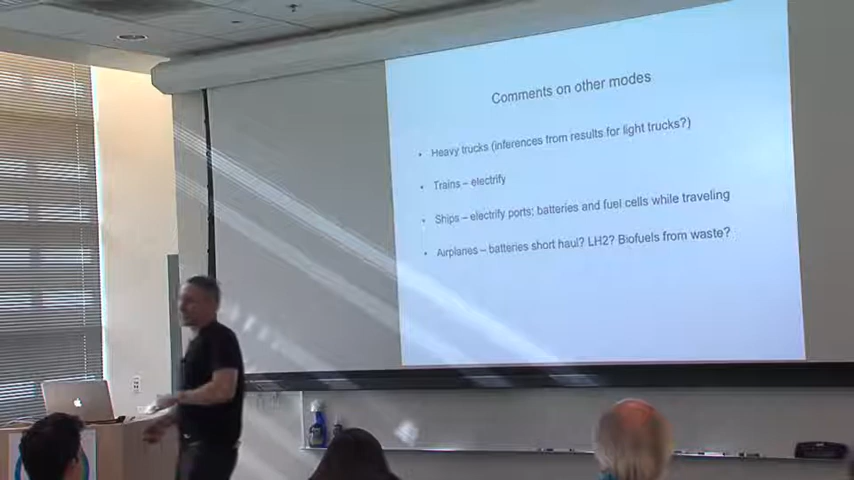 Comments on other modes
• Heavy trucks (inferences from results for light trucks?)
• Trains – electrify
• Ships – electrify ports; batteries and fuel cells while traveling
• Airplanes – batteries short haul? LH2? Biofuels from waste?